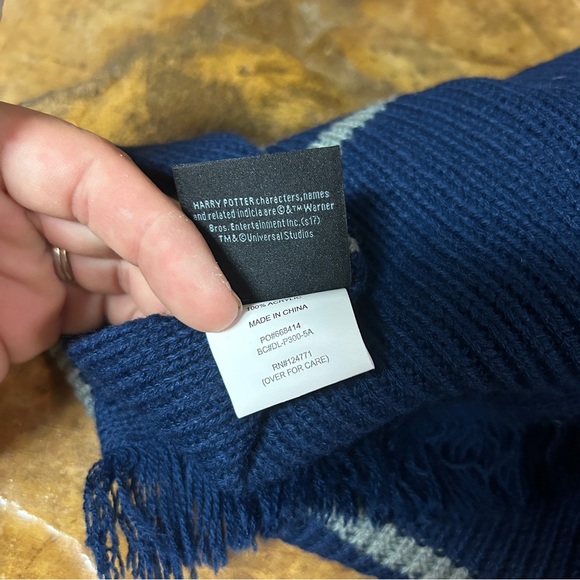 HARRY POTTER characters, names
and related indicia are ©&™ Warner
Bros. Entertainment Inc. (s17)
TM&©Universal Studios
100% ACRYLIC
MADE IN CHINA
PO#668414
BC#DL-P300-5A
RN#124771
(OVER FOR CARE)